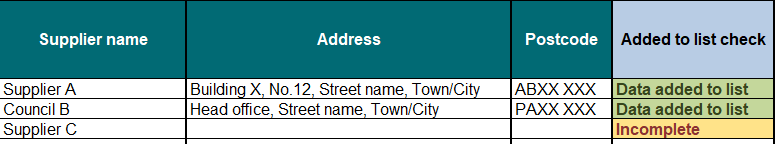 Supplier name Address Postcode Added to list check
Supplier A Building X, No.12, Street name, Town/City ABXX XXX Data added to list
Council B Head office, Street name, Town/City PAXX XXX Data added to list
Supplier C Incomplete